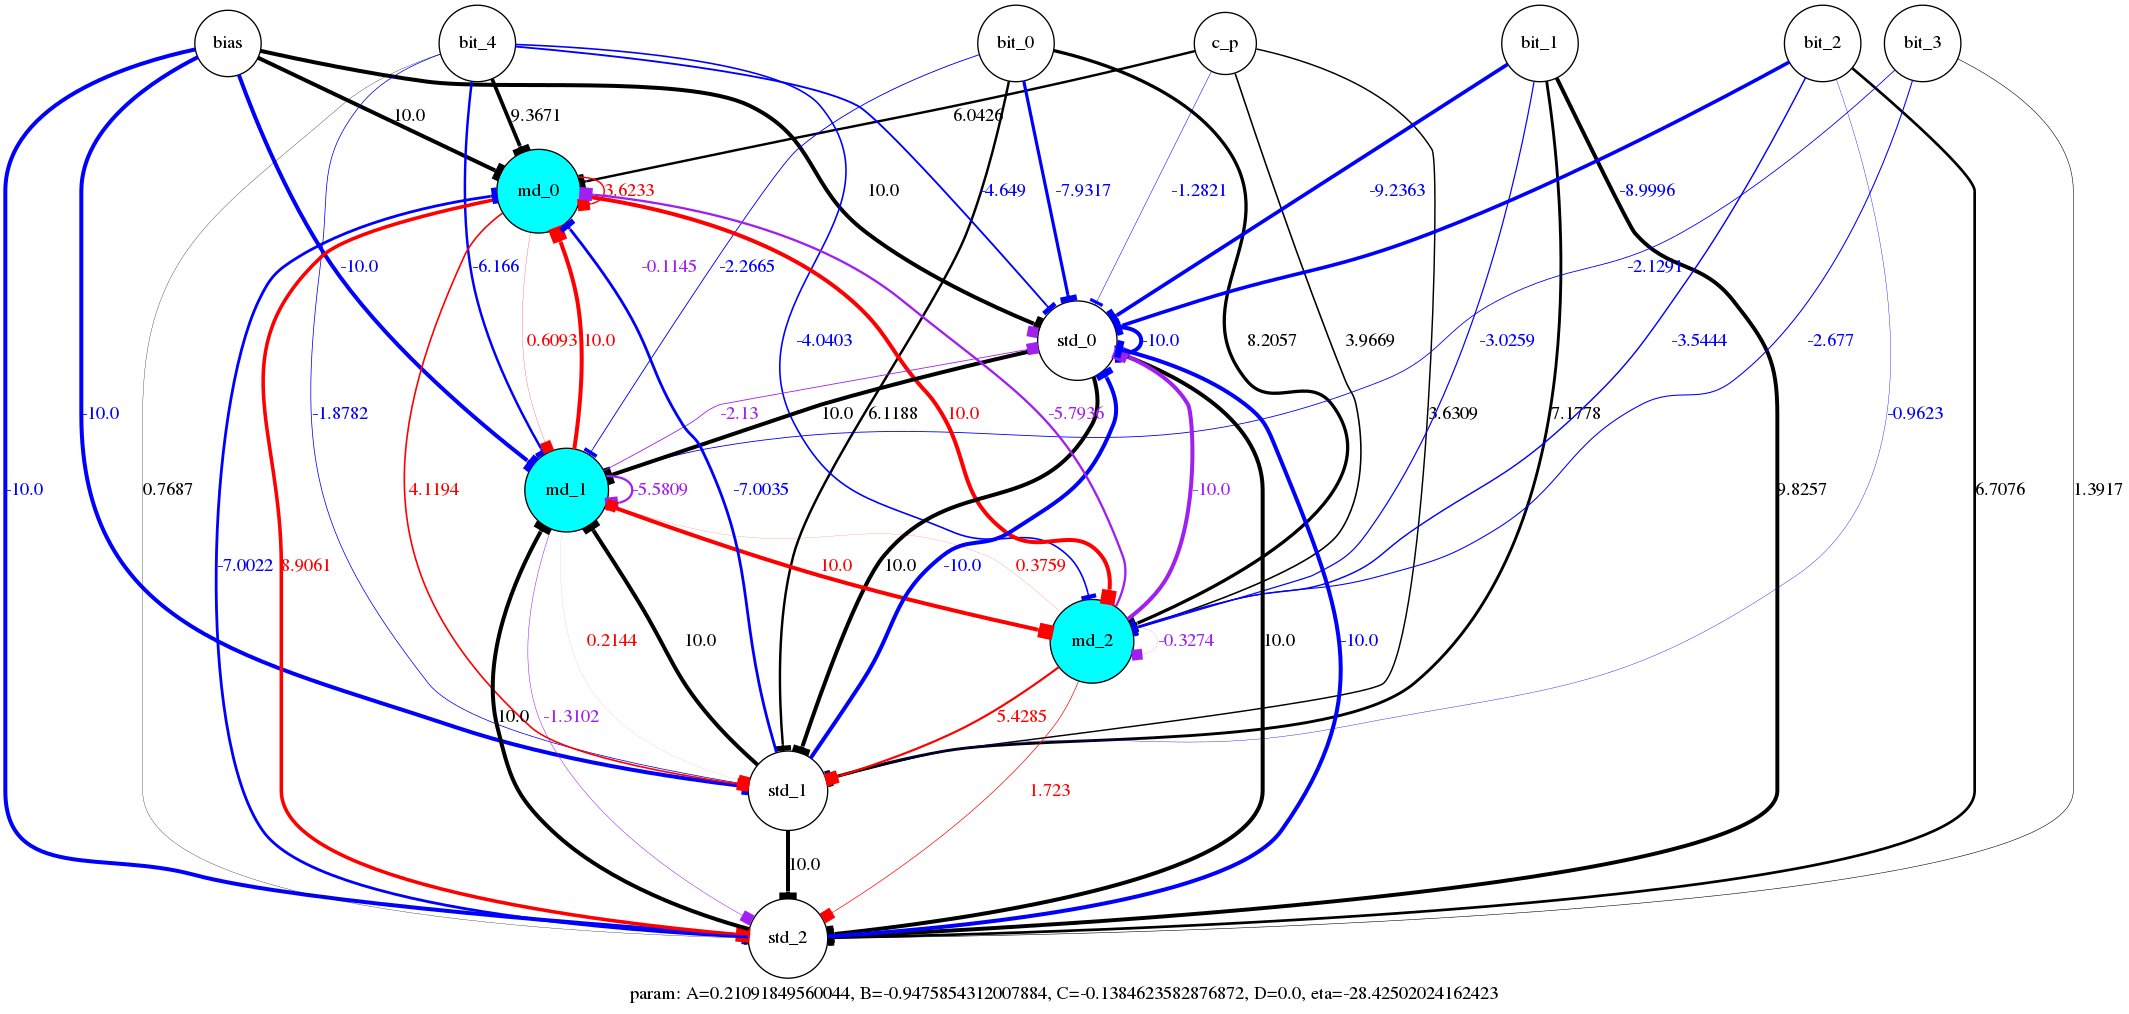 bias bit_4 bit_0 c_p bit_1 bit_2 bit_3
10.0 9.3671 6.0426
md_0 3.6233 10.0 -4.649 -7.9317 -1.2821 -9.2363 -8.9996
-10.0 -6.166 -0.1145 -2.2665 -2.1291
0.6093 10.0 -4.0403 std_0 -10.0 8.2057 3.9669 -3.0259 -3.5444 -2.677
-10.0 -1.8782 10.0 -2.13 10.0 6.1188 -5.7936 3.6309 7.1778 -0.9623
-10.0 0.7687 4.1194 md_1 -5.5809 -7.0035 -10.0 9.8257 6.7076 1.3917
-7.0022 8.9061 10.0 10.0 -10.0 0.3759
0.2144 10.0 md_2 -0.3274 10.0 -10.0
10.0 -1.3102 5.4285
std_1 1.723
10.0
std_2
param: A=0.21091849560044, B=-0.9475854312007884, C=-0.1384623582876872, D=0.0, eta=-28.42502024162423